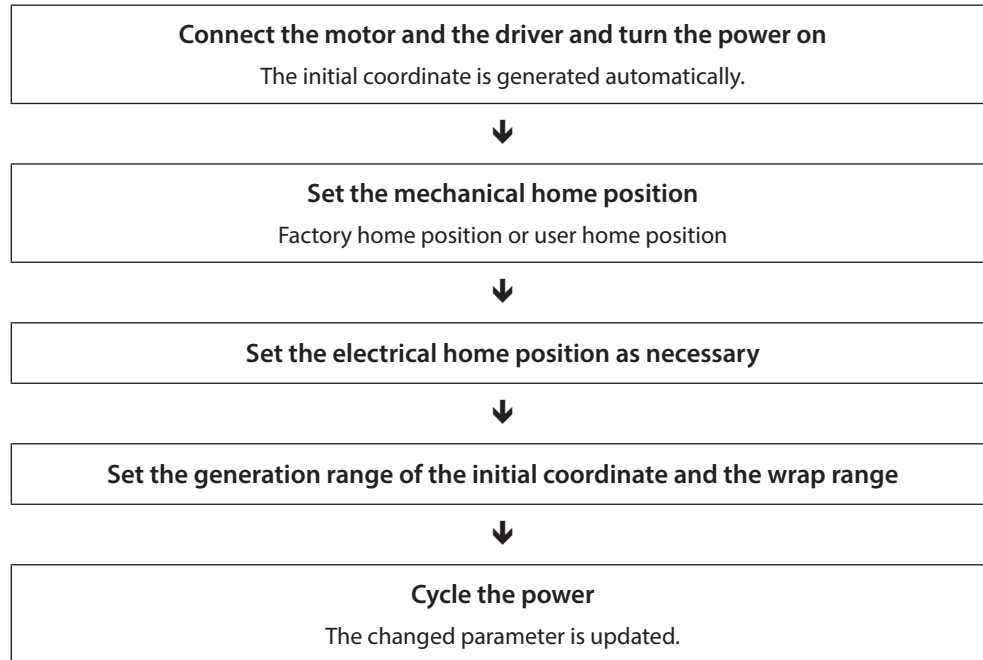 Connect the motor and the driver and turn the power on
The initial coordinate is generated automatically.
Set the mechanical home position
Factory home position or user home position
Set the electrical home position as necessary
Set the generation range of the initial coordinate and the wrap range
Cycle the power
The changed parameter is updated.